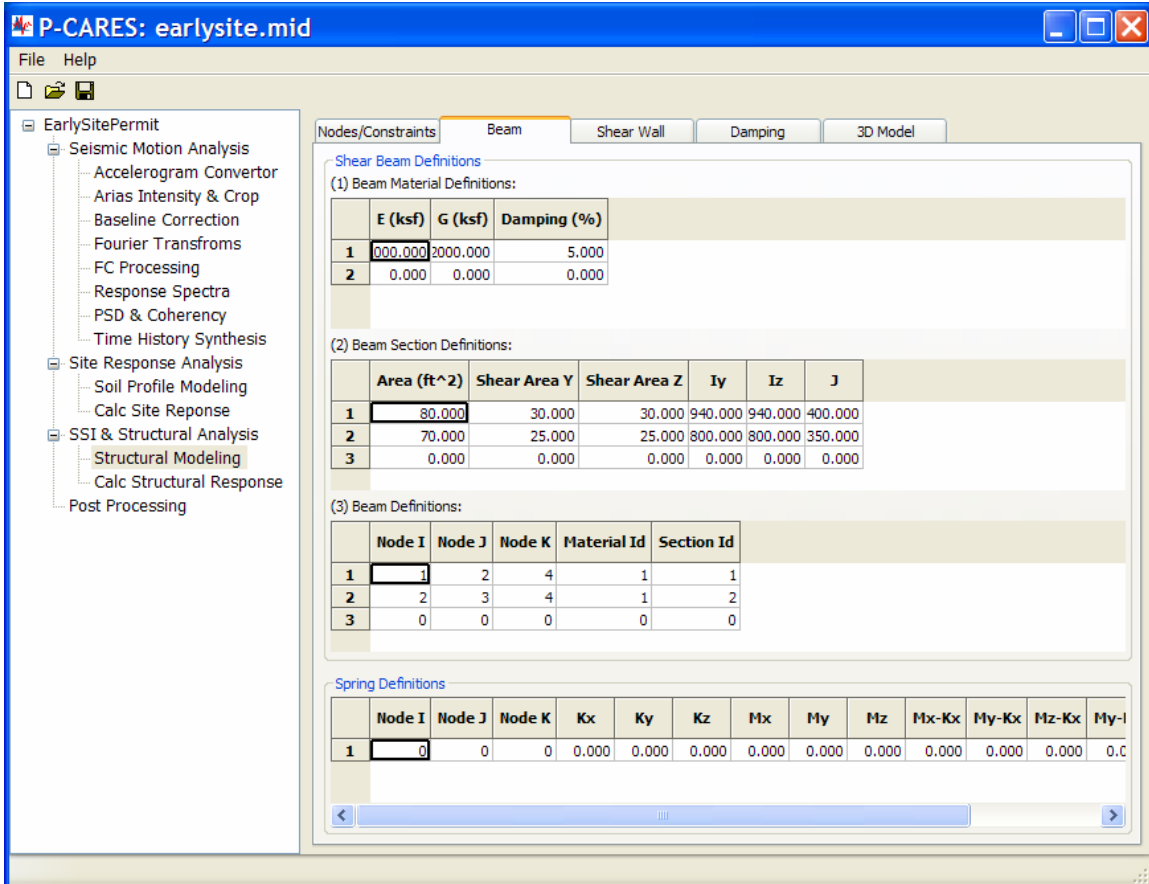 P-CARES: earlysite.mid
File Help
EarlySitePermit
Seismic Motion Analysis
Accelerogram Convertor
Arias Intensity & Crop
Baseline Correction
Fourier Transfroms
FC Processing
Response Spectra
PSD & Coherency
Time History Synthesis
Site Response Analysis
Soil Profile Modeling
Calc Site Reponse
SSI & Structural Analysis
Structural Modeling
Calc Structural Response
Post Processing
Nodes/Constraints Beam Shear Wall Damping 3D Model
Shear Beam Definitions
(1) Beam Material Definitions:
E (ksf) G (ksf) Damping (%)
1 000.000 2000.000 5.000
2 0.000 0.000 0.000
(2) Beam Section Definitions:
Area (ft^2) Shear Area Y Shear Area Z Iy Iz J
1 80.000 30.000 30.000 940.000 940.000 400.000
2 70.000 25.000 25.000 800.000 800.000 350.000
3 0.000 0.000 0.000 0.000 0.000 0.000
(3) Beam Definitions:
Node I Node J Node K Material Id Section Id
1 1 2 4 1 1
2 2 3 4 1 2
3 0 0 0 0 0
Spring Definitions
Node I Node J Node K Kx Ky Kz Mx My Mz Mx-Kx My-Kx Mz-Kx
1 0 0 0 0.000 0.000 0.000 0.000 0.000 0.000 0.000 0.000 0.000